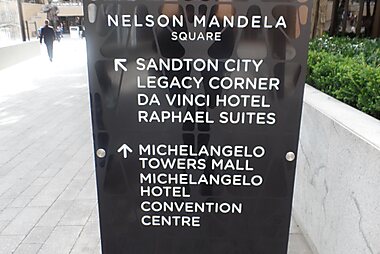 NELSON MANDELA
SQUARE
SANDTON CITY
LEGACY CORNER
DA VINCI HOTEL
RAPHAEL SUITES
MICHELANGELO
TOWERS MALL
MICHELANGELO
HOTEL
CONVENTION
CENTRE